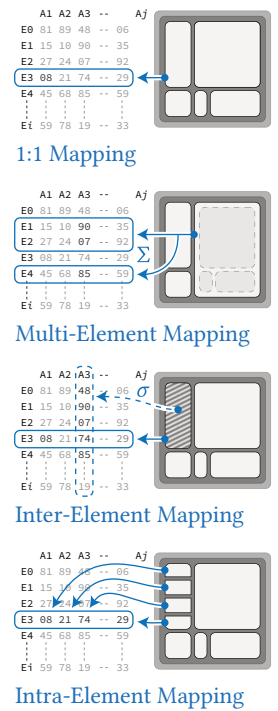 A1 A2 A3 -- Aj
E0 81 89 48 -- 06
E1 15 10 90 -- 35
E2 27 24 07 -- 92
E3 08 21 74 -- 29
E4 45 68 85 -- 59
Ei 59 78 19 -- 33
1:1 Mapping
A1 A2 A3 -- Aj
E0 81 89 48 -- 06
E1 15 10 90 -- 35
E2 27 24 07 -- 92
E3 08 21 74 -- 29
Σ
E4 45 68 85 -- 59
Ei 59 78 19 -- 33
Multi-Element Mapping
A1 A2 A3 -- Aj
E0 81 89 48 -- 06
σ
E1 15 10 90 -- 35
E2 27 24 07 -- 92
E3 08 21 74 -- 29
E4 45 68 85 -- 59
Ei 59 78 19 -- 33
Inter-Element Mapping
A1 A2 A3 -- Aj
E0 81 89 48 -- 06
E1 15 10 90 -- 35
E2 27 24 07 -- 92
E3 08 21 74 -- 29
E4 45 68 85 -- 59
Ei 59 78 19 -- 33
Intra-Element Mapping